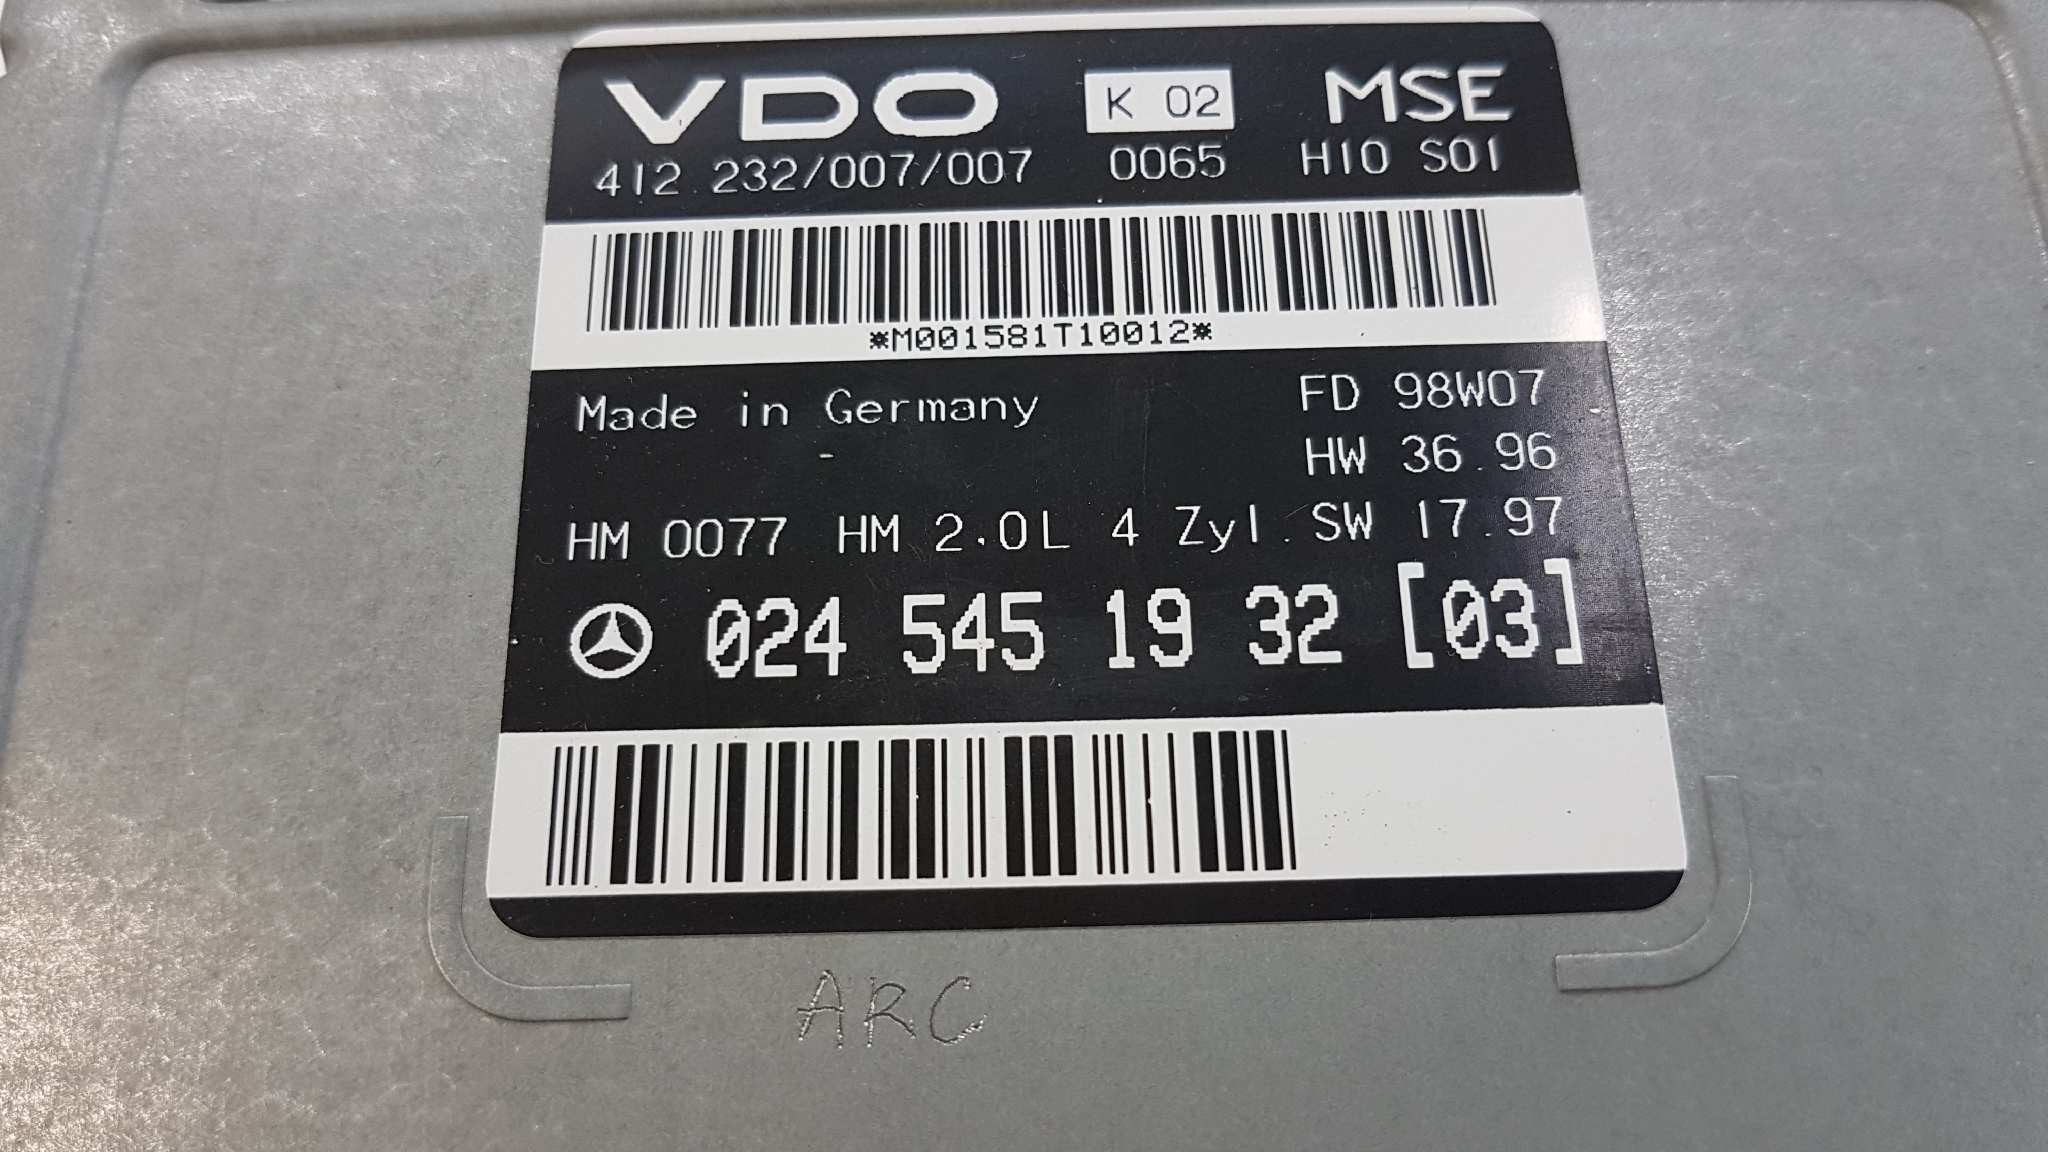 VDO K 02 MSE
412 232/007/007 0065 H10 S01
*M001581T10012*
Made in Germany FD 98W07
- HW 36.96
HM 0077 HM 2.0L 4 Zyl. SW 17.97
024 545 19 32 [03]
ARC